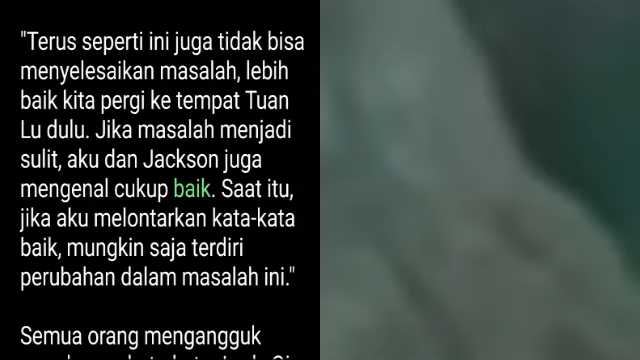 "Terus seperti ini juga tidak bisa
menyelesaikan masalah, lebih
baik kita pergi ke tempat Tuan
Lu dulu. Jika masalah menjadi
sulit, aku dan Jackson juga
mengenal cukup baik. Saat itu,
jika aku melontarkan kata-kata
baik, mungkin saja terdiri
perubahan dalam masalah ini."
Semua orang mengangguk